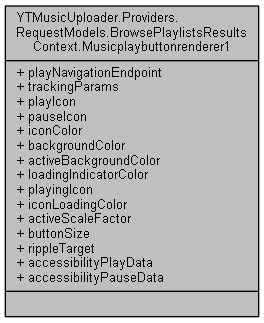 YTMusicUploader.Providers.
RequestModels.BrowsePlaylistsResults
Context.Musicplaybuttonrenderer1
+ playNavigationEndpoint
+ trackingParams
+ playIcon
+ pauseIcon
+ iconColor
+ backgroundColor
+ activeBackgroundColor
+ loadingIndicatorColor
+ playingIcon
+ iconLoadingColor
+ activeScaleFactor
+ buttonSize
+ rippleTarget
+ accessibilityPlayData
+ accessibilityPauseData